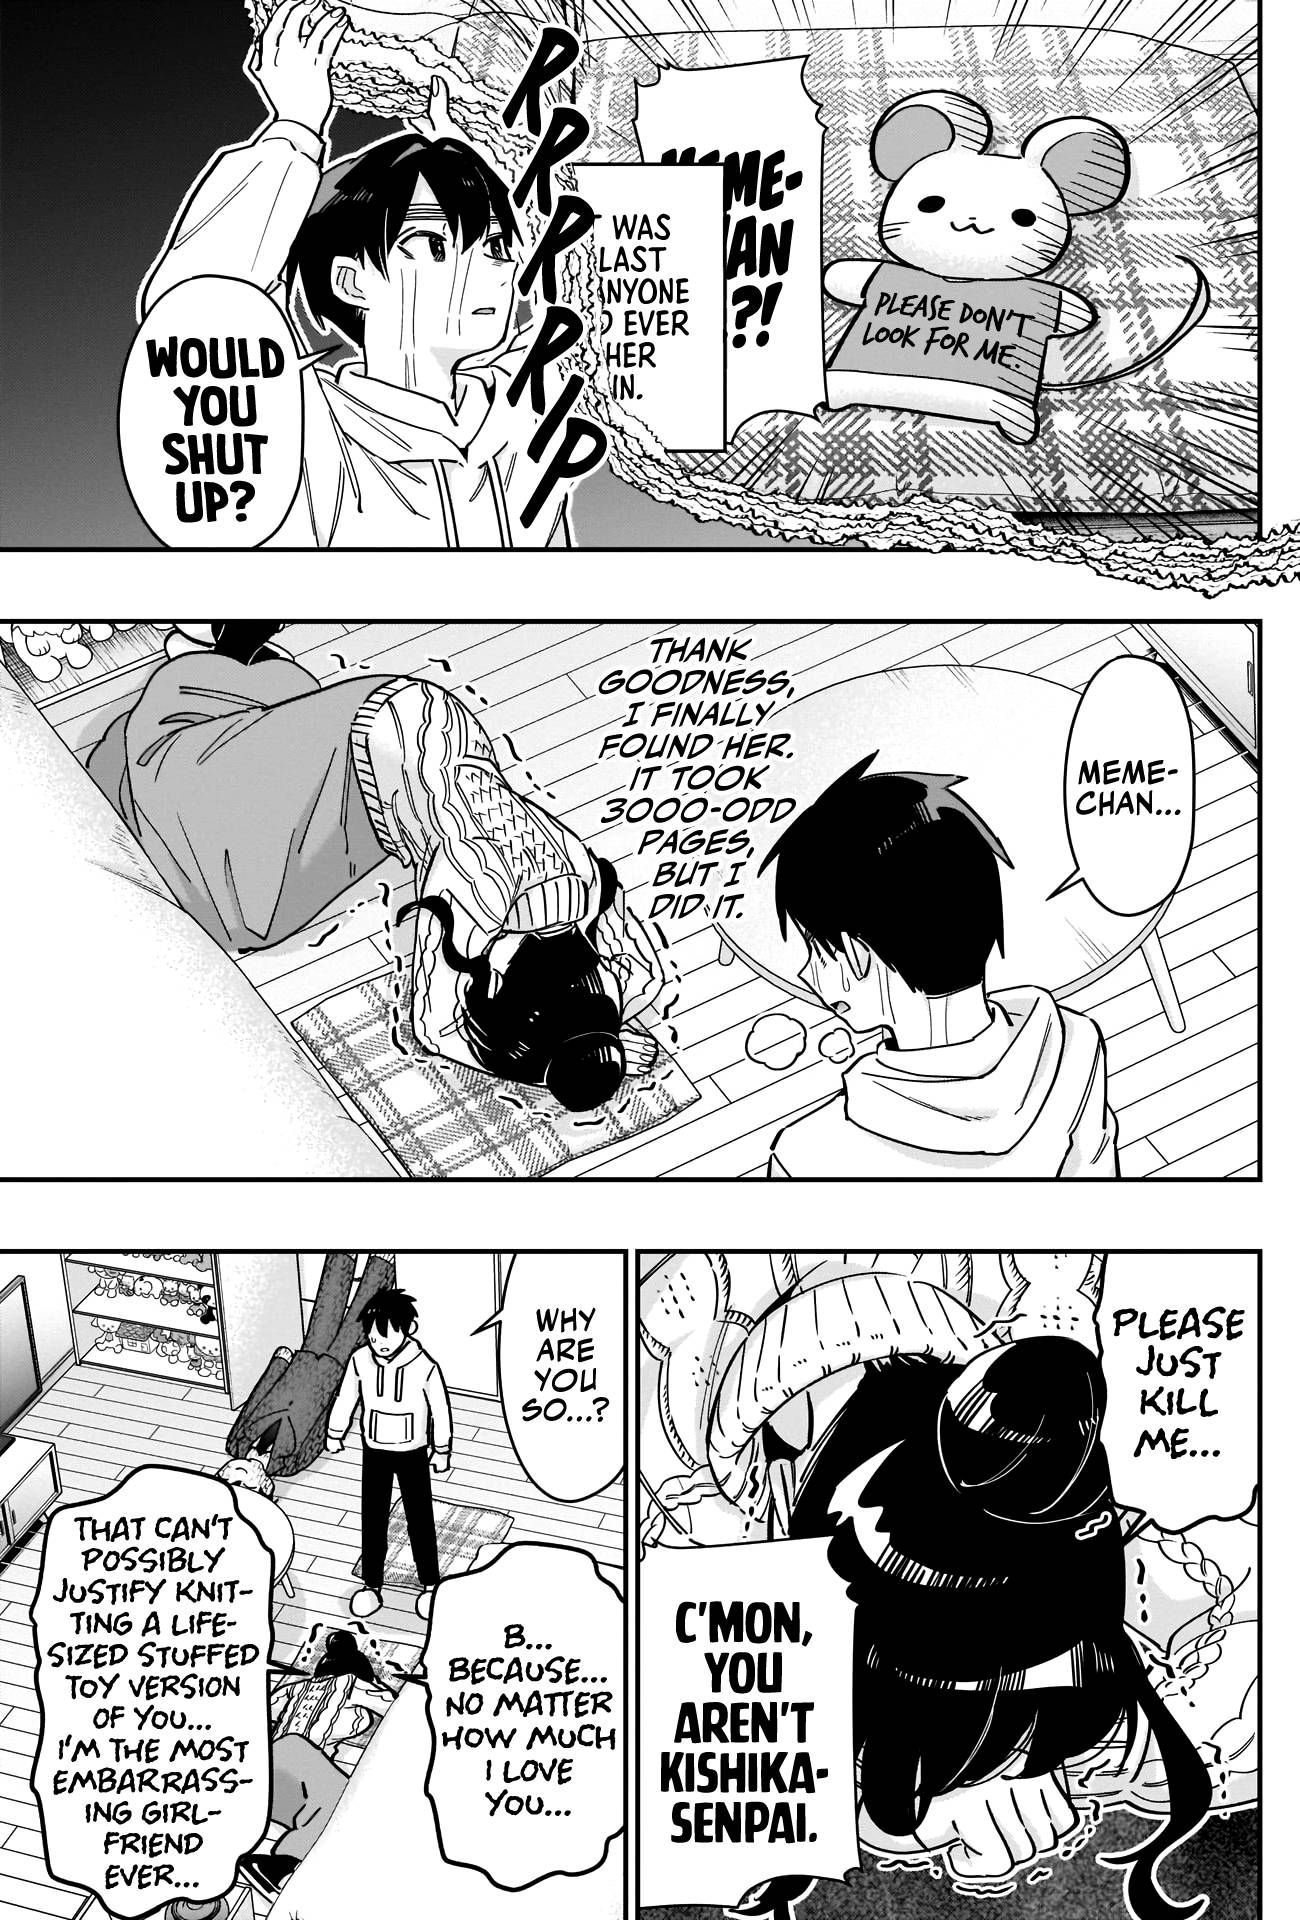 PLEASE DON'T
LOOK FOR ME.
ME-
AN
?!
WAS
LAST
NYONE
EVER
HER
IN.
RRRRRIP
WOULD
YOU
SHUT
UP?
MEME-
CHAN...
THANK
GOODNESS,
I FINALLY
FOUND HER.
IT TOOK
3000-ODD
PAGES,
BUT I
DID IT.
PLEASE
JUST
KILL
ME...
C'MON,
YOU
AREN'T
KISHIKA-
SENPAI.
WHY
ARE
YOU
SO...?
B...
BECAUSE...
NO MATTER
HOW MUCH
I LOVE
YOU...
THAT CAN'T
POSSIBLY
JUSTIFY KNIT-
TING A LIFE-
SIZED STUFFED
TOY VERSION
OF YOU...
I'M THE MOST
EMBARRASS-
ING GIRL-
FRIEND
EVER...